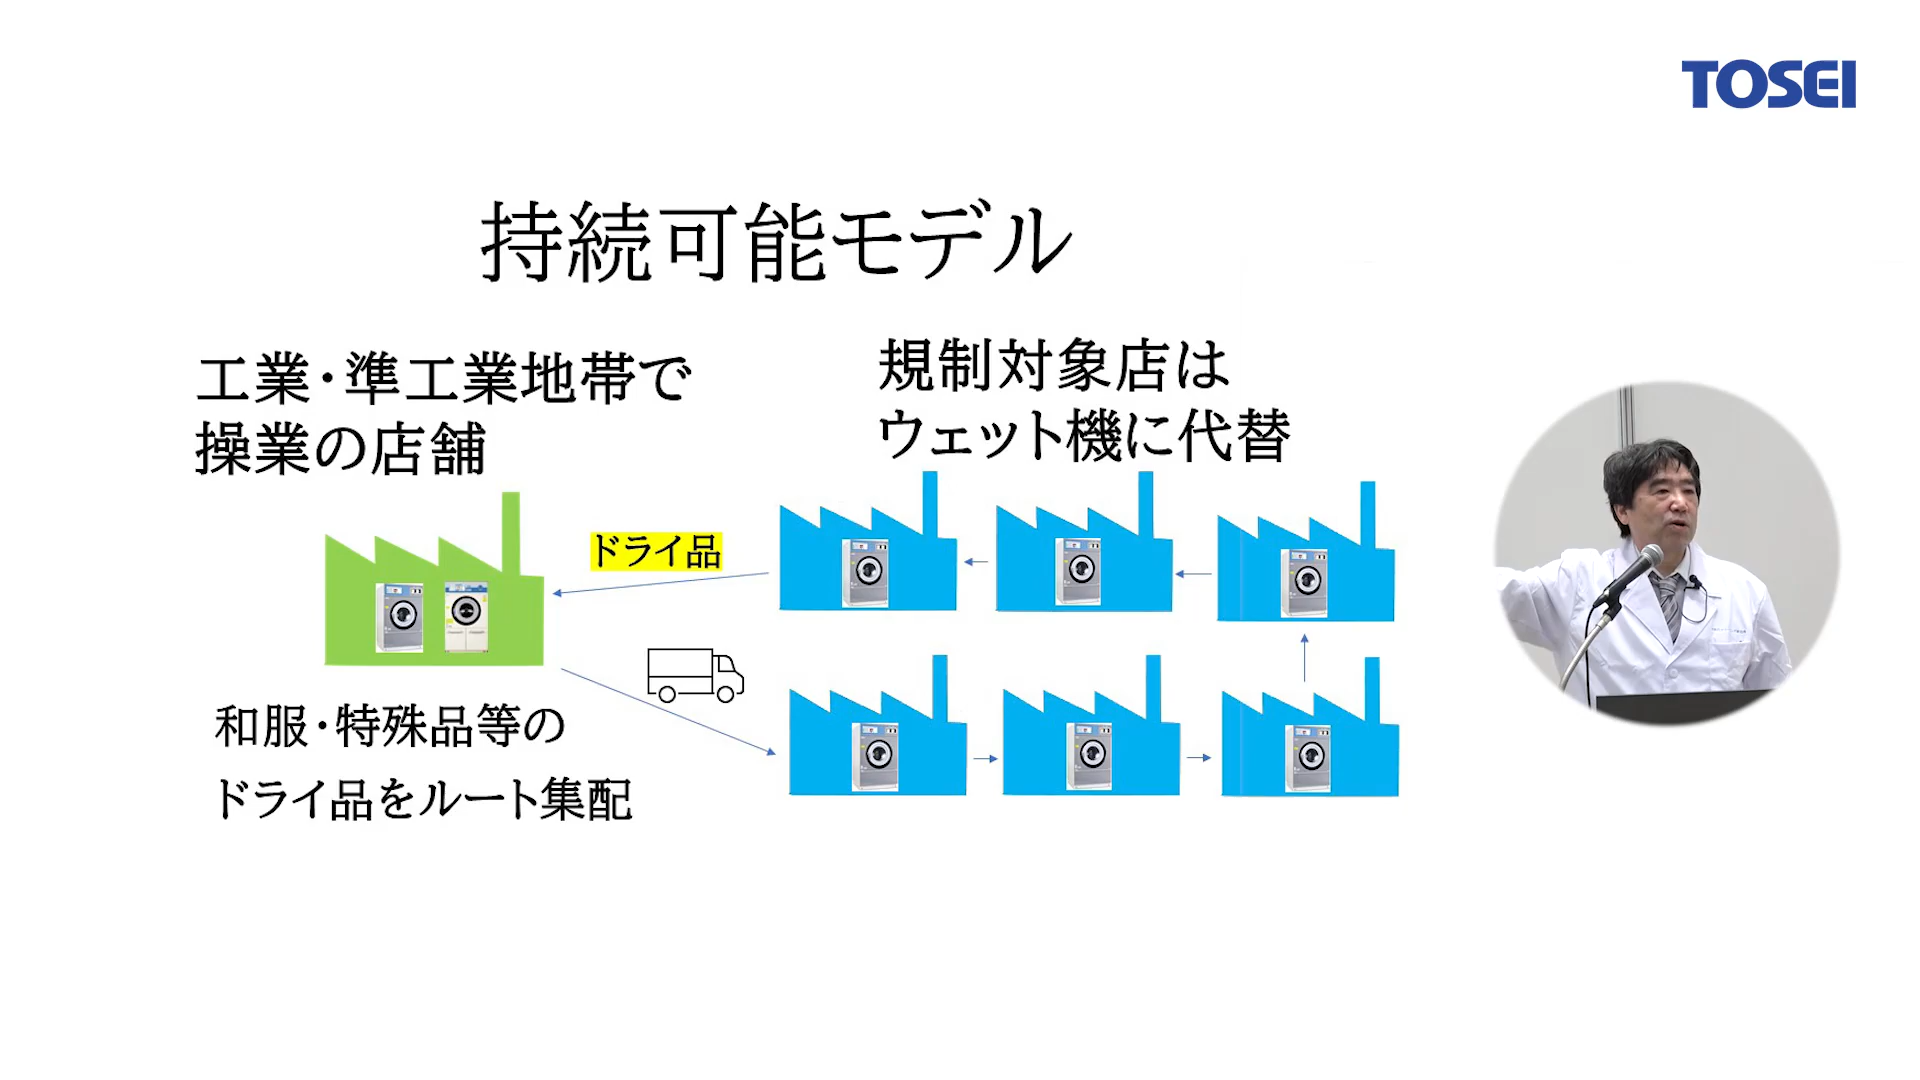 TOSEI
持続可能モデル
工業・準工業地帯で
操業の店舗
規制対象店は
ウェット機に代替
ドライ品
和服・特殊品等の
ドライ品をルート集配